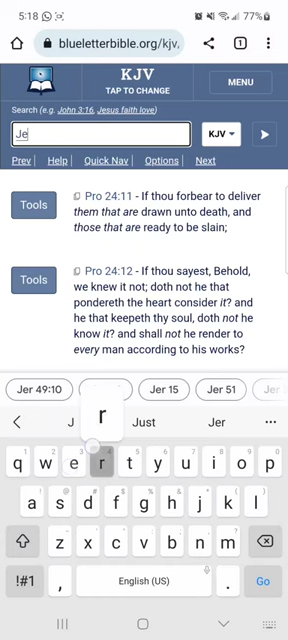 5:18
77%
blueletterbible.org/kjv,
1
KJV
TAP TO CHANGE
MENU
Search (e.g. John 3:16, Jesus faith love)
Je
KJV
Prev | Help | Quick Nav | Options | Next
Tools
Pro 24:11 - If thou forbear to deliver
them that are drawn unto death, and
those that are ready to be slain;
Tools
Pro 24:12 - If thou sayest, Behold,
we knew it not; doth not he that
pondereth the heart consider it? and
he that keepeth thy soul, doth not he
know it? and shall not he render to
every man according to his works?
Jer 49:10
Jer 15
Jer 51
J
r
Just
Jer
q w e r t y u i o p
a s d f g h j k l
z x c v b n m
!#1 , English (US) . Go